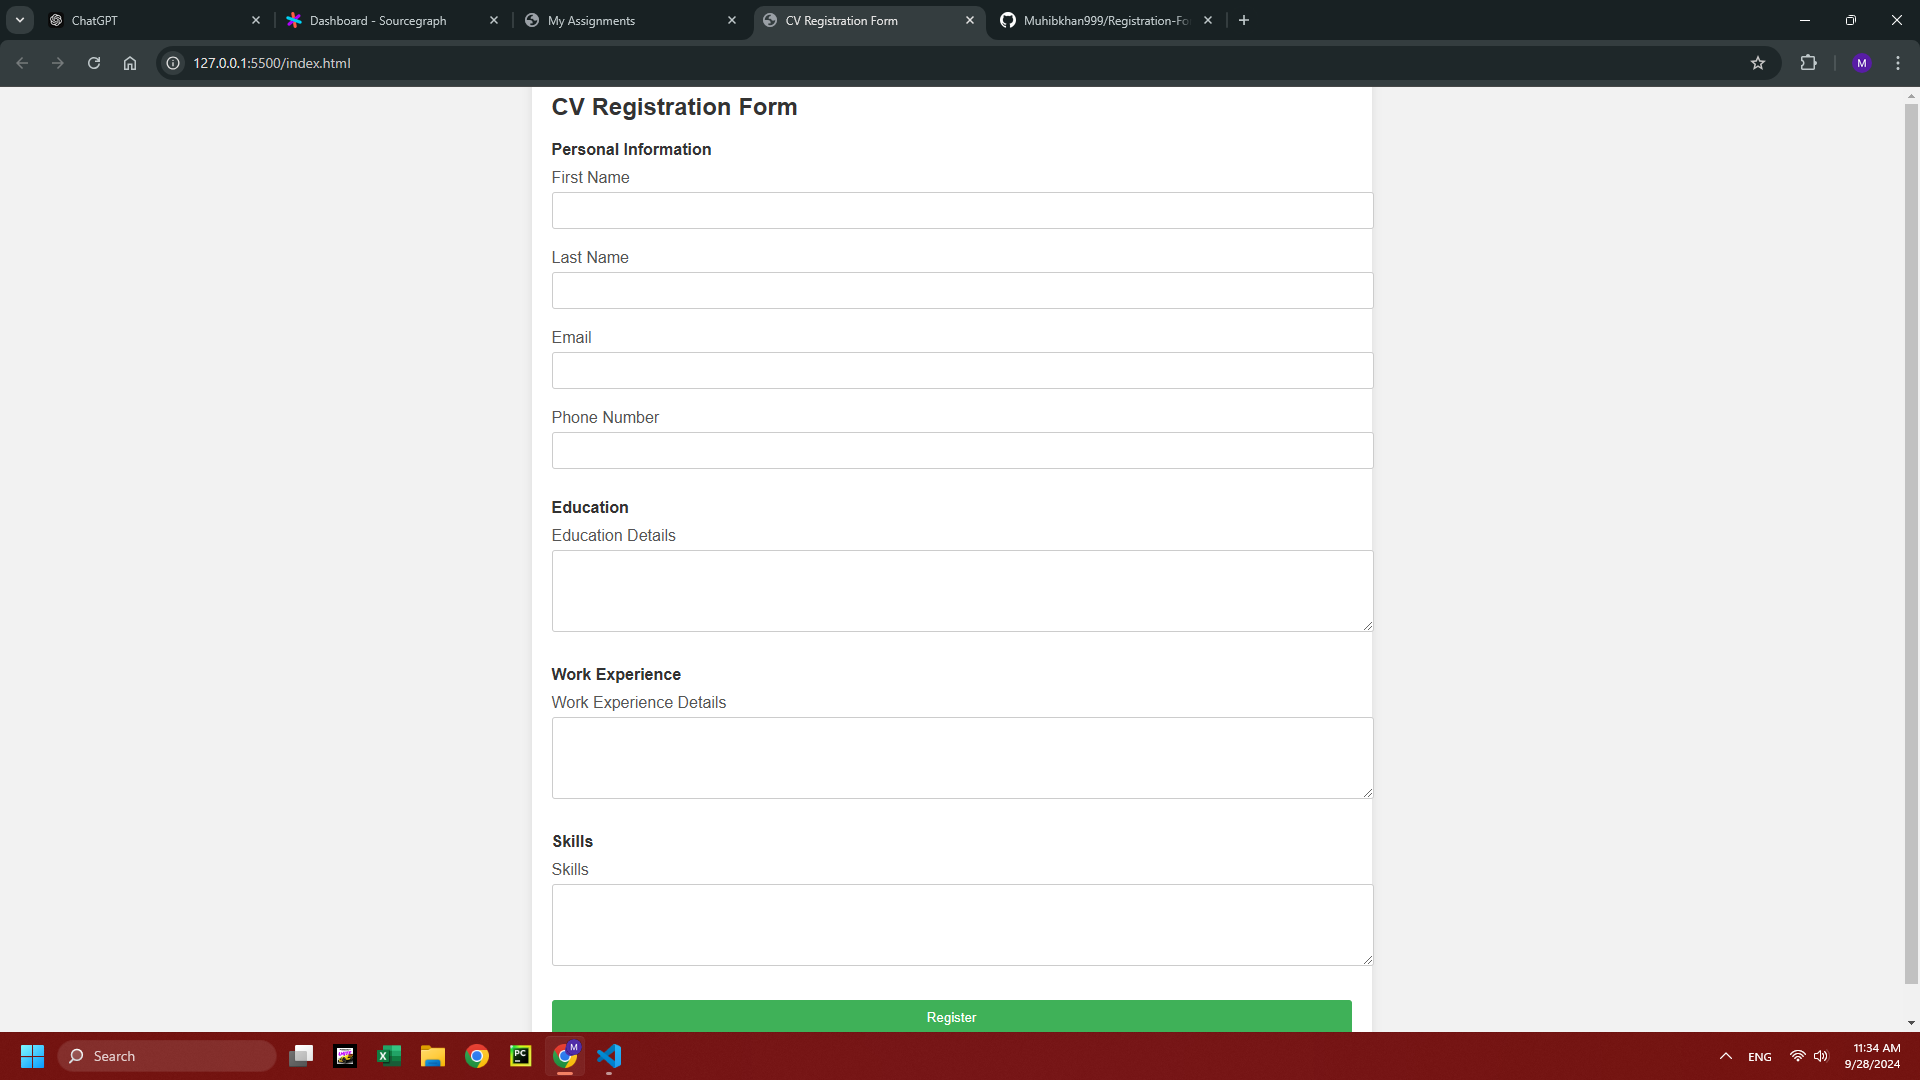 ChatGPT
Dashboard - Sourcegraph
My Assignments
CV Registration Form
Muhibkhan999/Registration-Fo
127.0.0.1:5500/index.html
M
CV Registration Form
Personal Information
First Name
Last Name
Email
Phone Number
Education
Education Details
Work Experience
Work Experience Details
Skills
Skills
Register
Search
PC
M
ENG
11:34 AM
9/28/2024